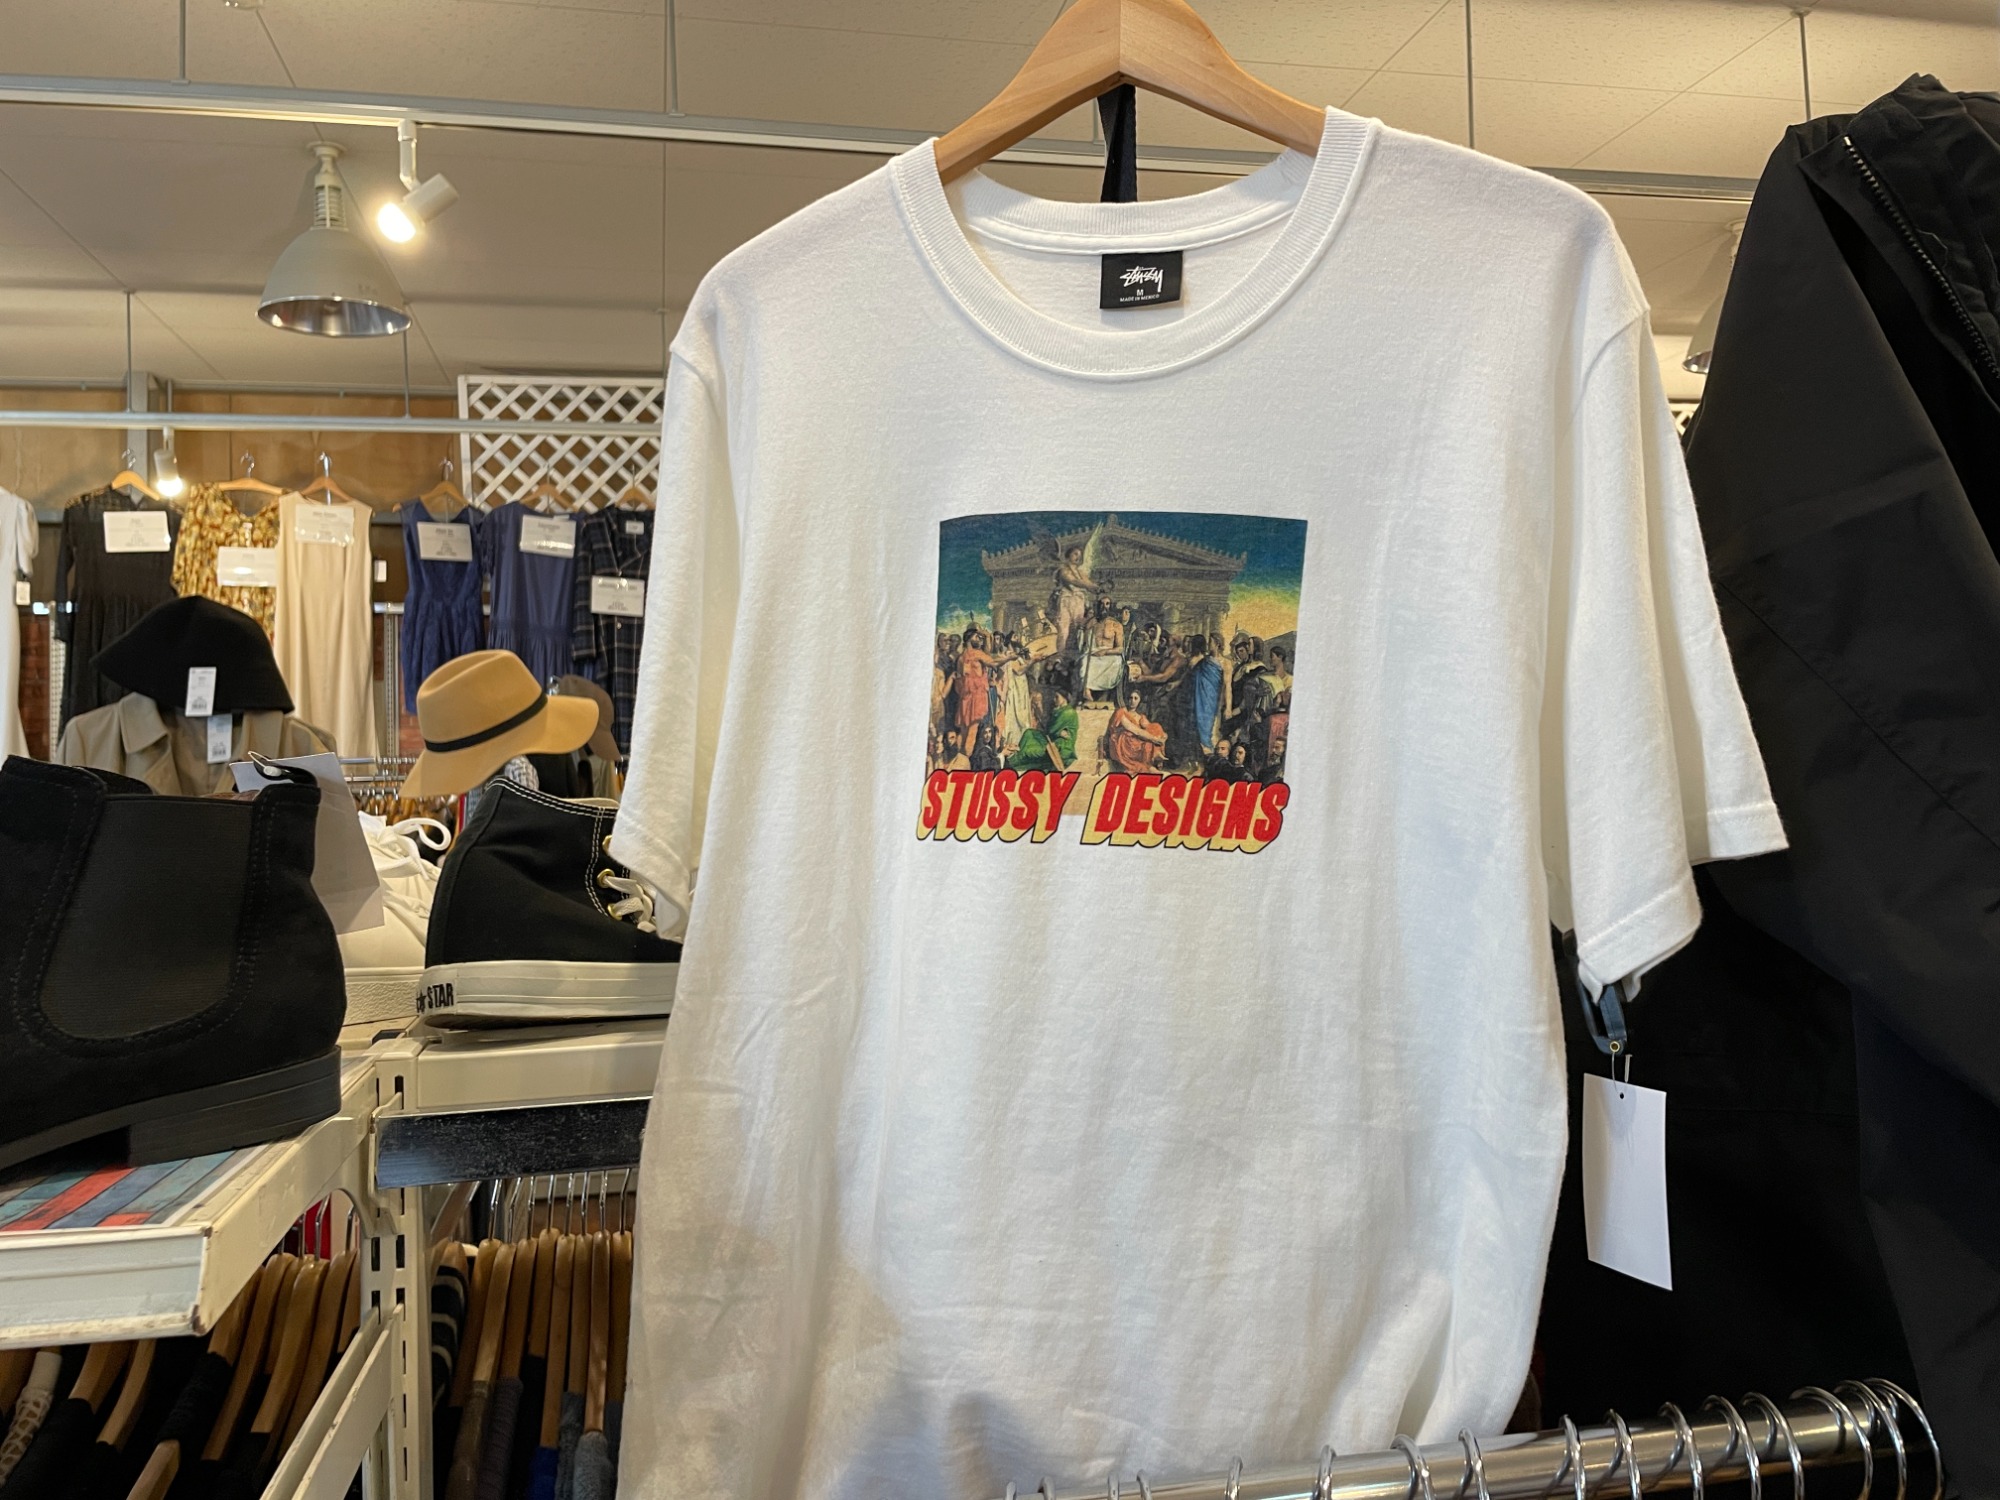 STÜSSY
M
MADE IN MEXICO
STUSSY DESIGNS
★ STAR